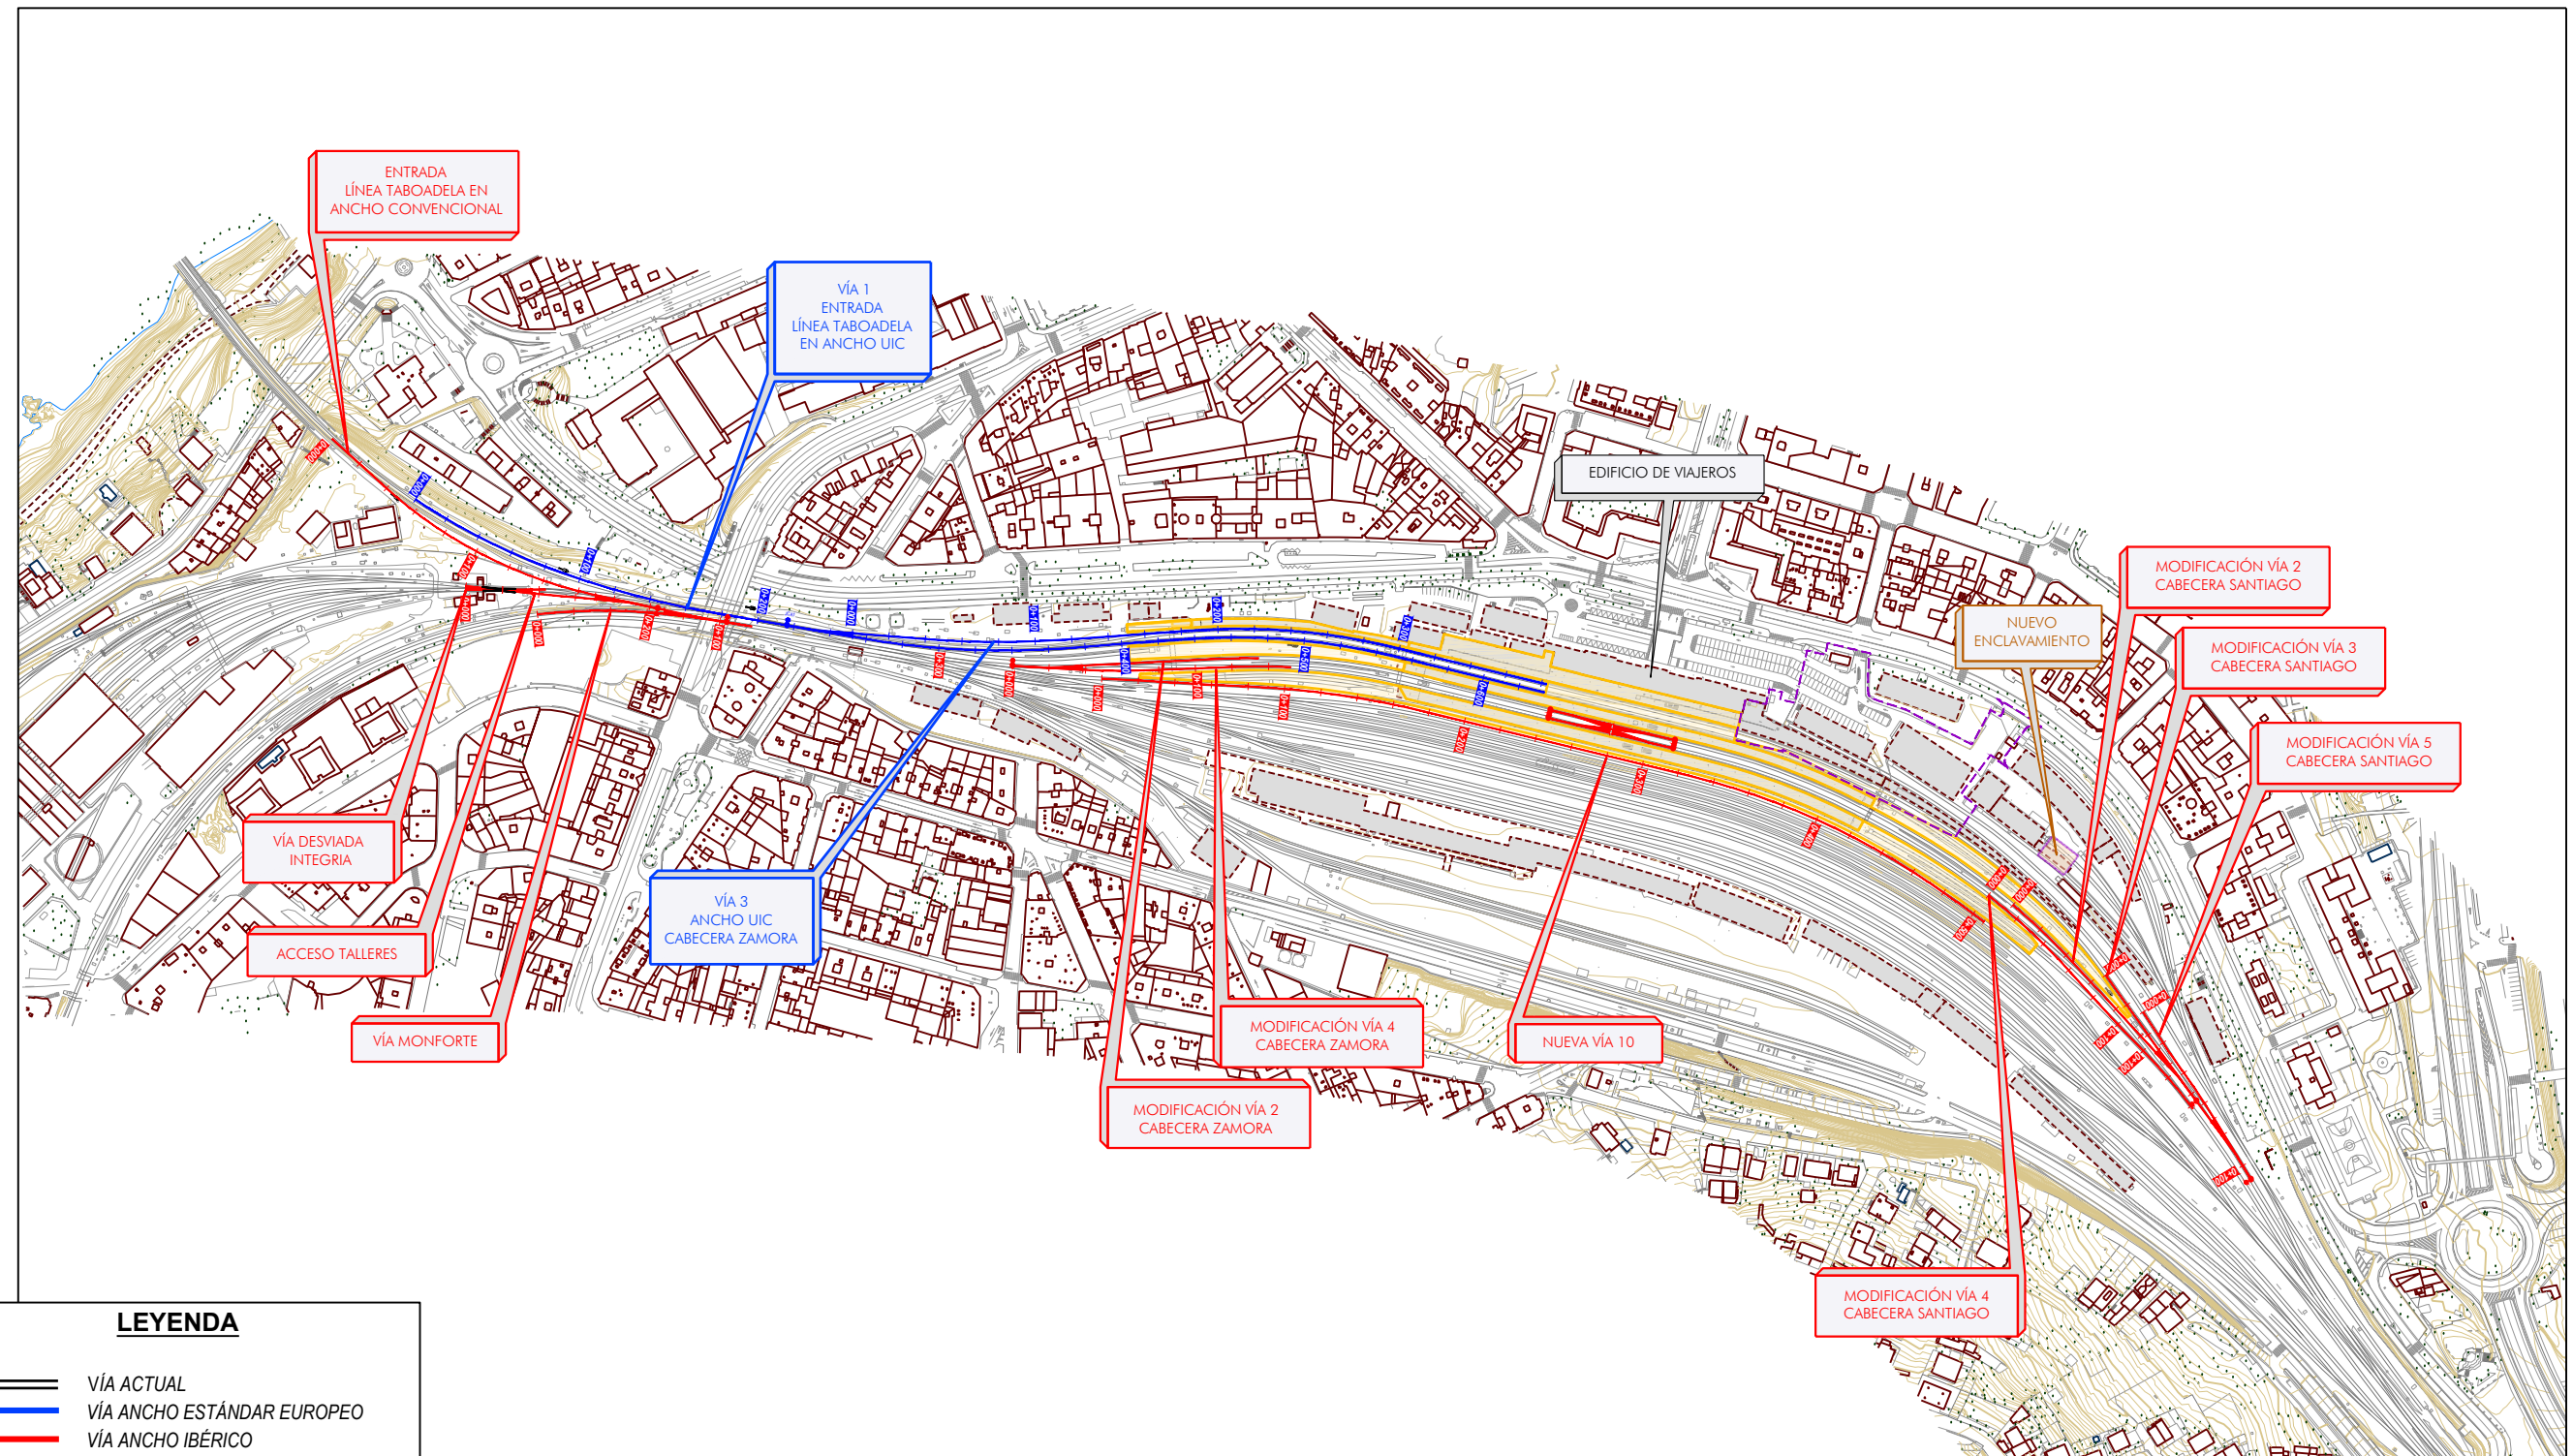 ENTRADA
LÍNEA TABOADELA EN
ANCHO CONVENCIONAL
VÍA 1
ENTRADA
LÍNEA TABOADELA
EN ANCHO UIC
EDIFICIO DE VIAJEROS
MODIFICACIÓN VÍA 2
CABECERA SANTIAGO
NUEVO
ENCLAVAMIENTO
MODIFICACIÓN VÍA 3
CABECERA SANTIAGO
MODIFICACIÓN VÍA 5
CABECERA SANTIAGO
VÍA DESVIADA
INTEGRIA
VÍA 3
ANCHO UIC
CABECERA ZAMORA
ACCESO TALLERES
VÍA MONFORTE
MODIFICACIÓN VÍA 4
CABECERA ZAMORA
NUEVA VÍA 10
MODIFICACIÓN VÍA 2
CABECERA ZAMORA
MODIFICACIÓN VÍA 4
CABECERA SANTIAGO
LEYENDA
VÍA ACTUAL
VÍA ANCHO ESTÁNDAR EUROPEO
VÍA ANCHO IBÉRICO